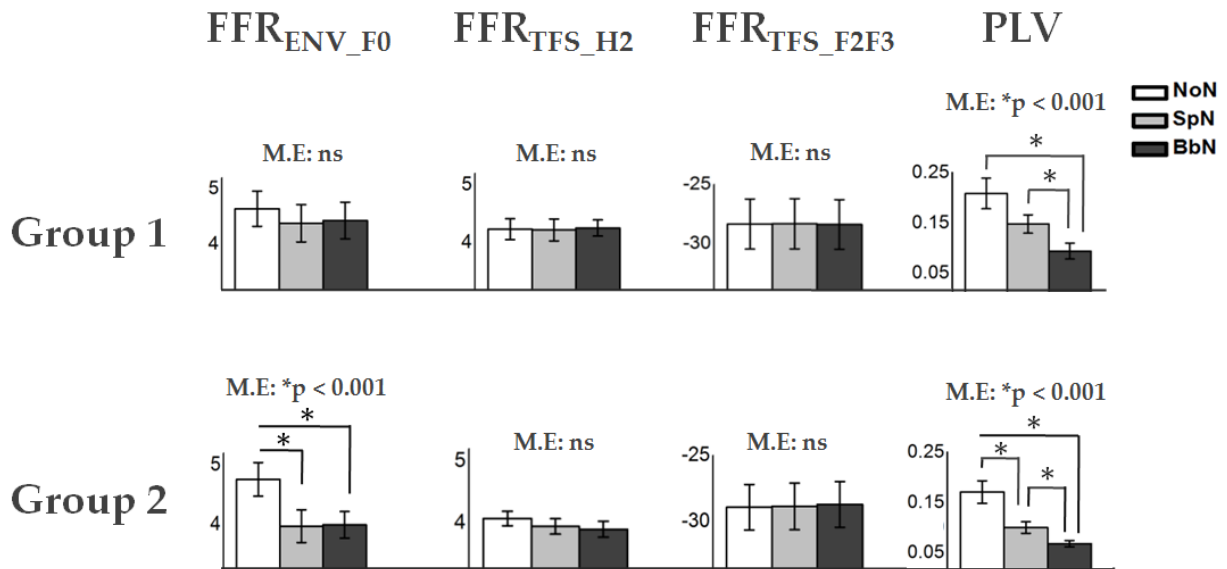 FFRENV_F0 FFRTFS_H2 FFRTFS_F2F3 PLV
NoN
SpN
BbN
M.E: ns M.E: ns M.E: ns M.E: *p < 0.001
Group 1
5
4
5
4
-25
-30
0.25
0.15
0.05
* *
M.E: *p < 0.001 M.E: ns M.E: ns M.E: *p < 0.001
Group 2
* *
5
4
5
4
-25
-30
* * *
0.25
0.15
0.05